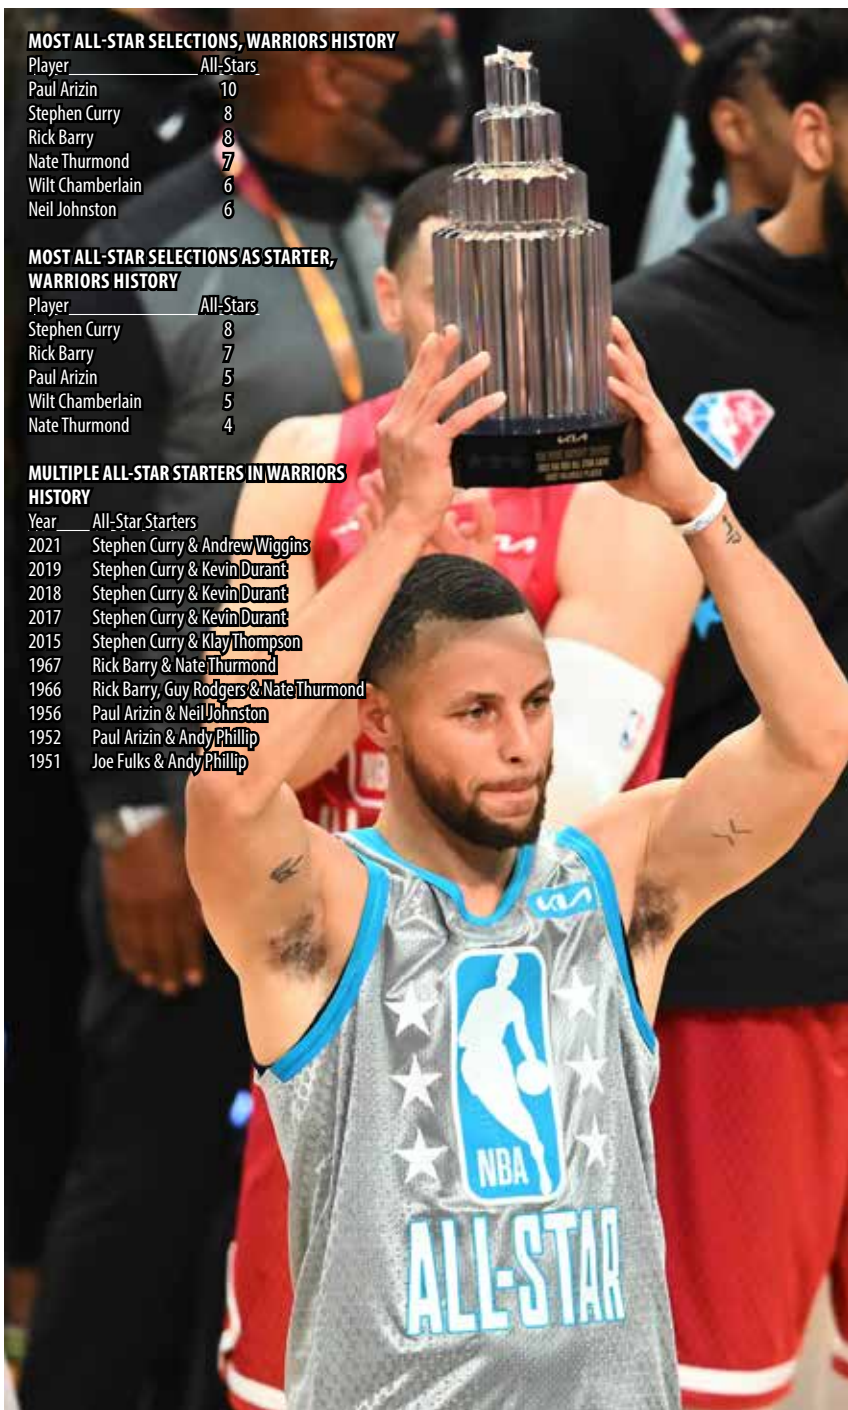 MOST ALL-STAR SELECTIONS, WARRIORS HISTORY
Player All-Stars
Paul Arizin 10
Stephen Curry 8
Rick Barry 8
Nate Thurmond 7
Wilt Chamberlain 6
Neil Johnston 6
MOST ALL-STAR SELECTIONS AS STARTER,
WARRIORS HISTORY
Player All-Stars
Stephen Curry 8
Rick Barry 7
Paul Arizin 5
Wilt Chamberlain 5
Nate Thurmond 4
MULTIPLE ALL-STAR STARTERS IN WARRIORS
HISTORY
Year All-Star Starters
2021 Stephen Curry & Andrew Wiggins
2019 Stephen Curry & Kevin Durant
2018 Stephen Curry & Kevin Durant
2017 Stephen Curry & Kevin Durant
2015 Stephen Curry & Klay Thompson
1967 Rick Barry & Nate Thurmond
1966 Rick Barry, Guy Rodgers & Nate Thurmond
1956 Paul Arizin & Neil Johnston
1952 Paul Arizin & Andy Phillip
1951 Joe Fulks & Andy Phillip
KIA
KIA
NBA
ALL-STAR